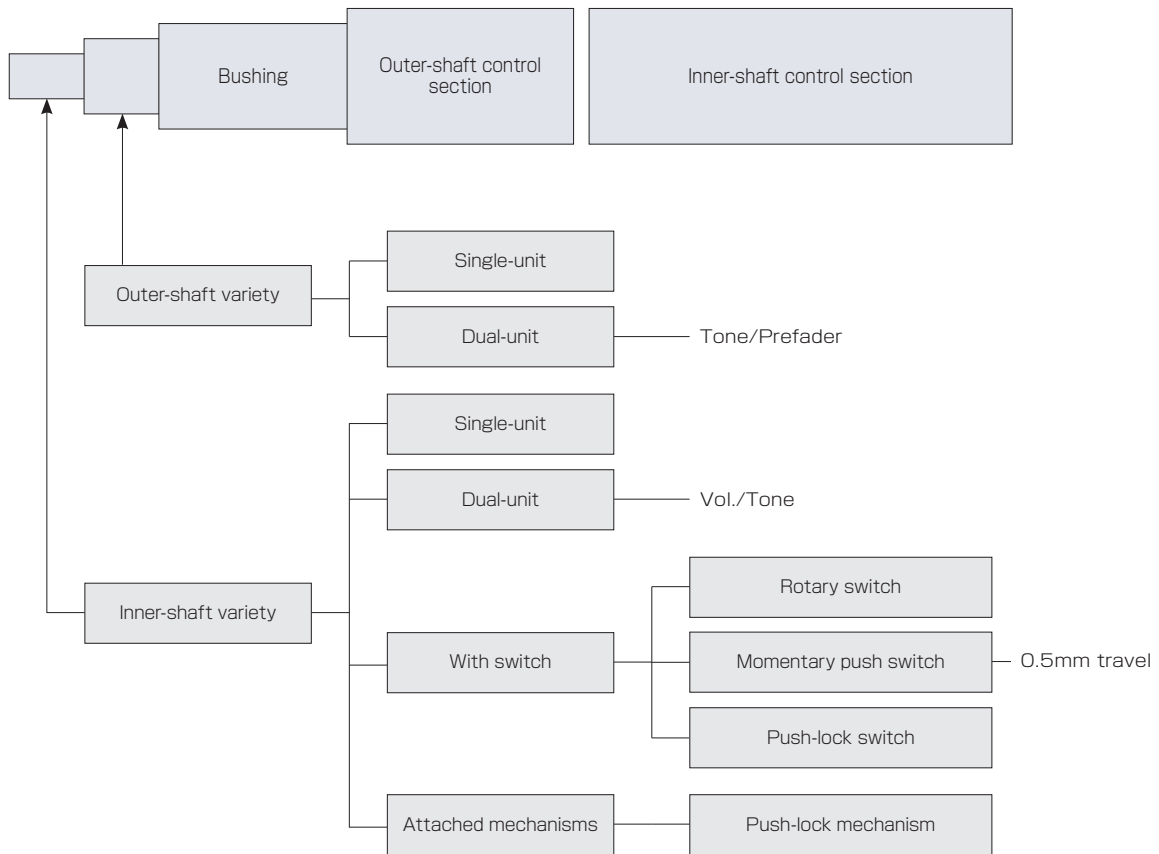 Bushing
Outer-shaft control
section
Inner-shaft control section
Outer-shaft variety
Single-unit
Dual-unit
Tone/Prefader
Single-unit
Dual-unit
Vol./Tone
Inner-shaft variety
Rotary switch
With switch
Momentary push switch
0.5mm travel
Push-lock switch
Attached mechanisms
Push-lock mechanism